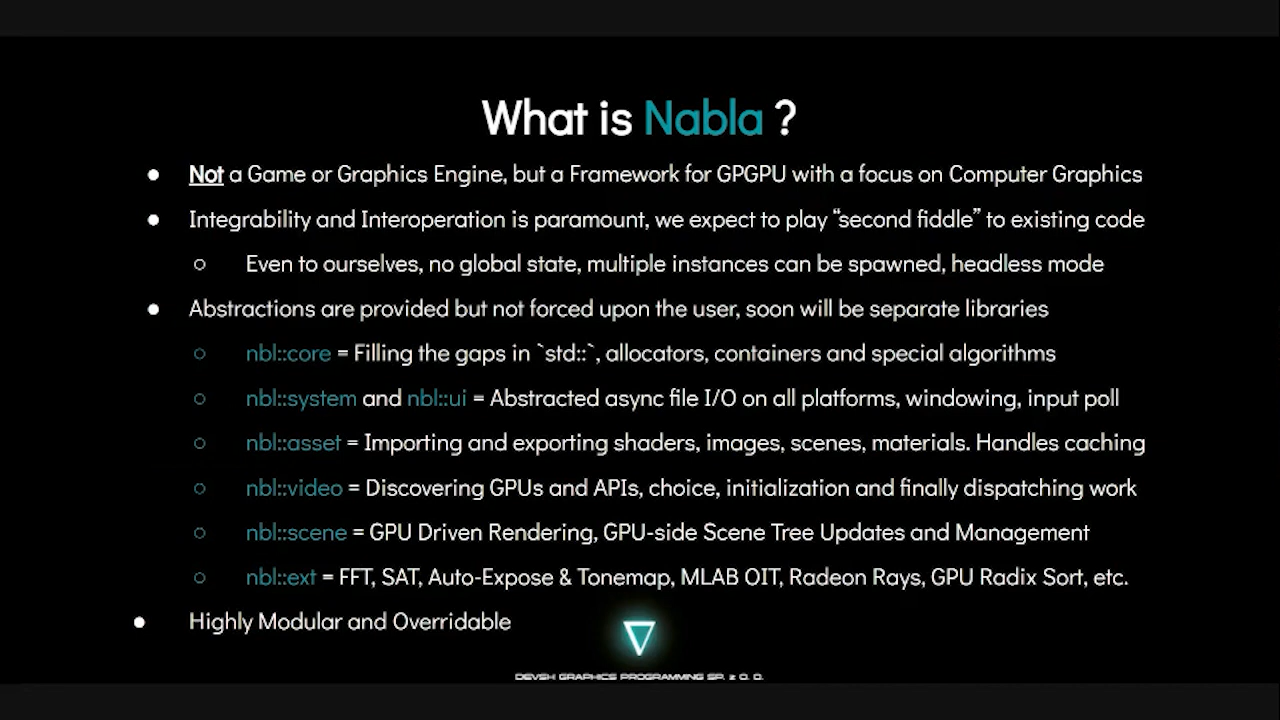 What is Nabla ?
● Not a Game or Graphics Engine, but a Framework for GPGPU with a focus on Computer Graphics
● Integrability and Interoperation is paramount, we expect to play “second fiddle” to existing code
○ Even to ourselves, no global state, multiple instances can be spawned, headless mode
● Abstractions are provided but not forced upon the user, soon will be separate libraries
○ nbl::core = Filling the gaps in `std::`, allocators, containers and special algorithms
○ nbl::system and nbl::ui = Abstracted async file I/O on all platforms, windowing, input poll
○ nbl::asset = Importing and exporting shaders, images, scenes, materials. Handles caching
○ nbl::video = Discovering GPUs and APIs, choice, initialization and finally dispatching work
○ nbl::scene = GPU Driven Rendering, GPU-side Scene Tree Updates and Management
○ nbl::ext = FFT, SAT, Auto-Expose & Tonemap, MLAB OIT, Radeon Rays, GPU Radix Sort, etc.
● Highly Modular and Overridable
DEVSH GRAPHICS PROGRAMMING SP. z O. O.